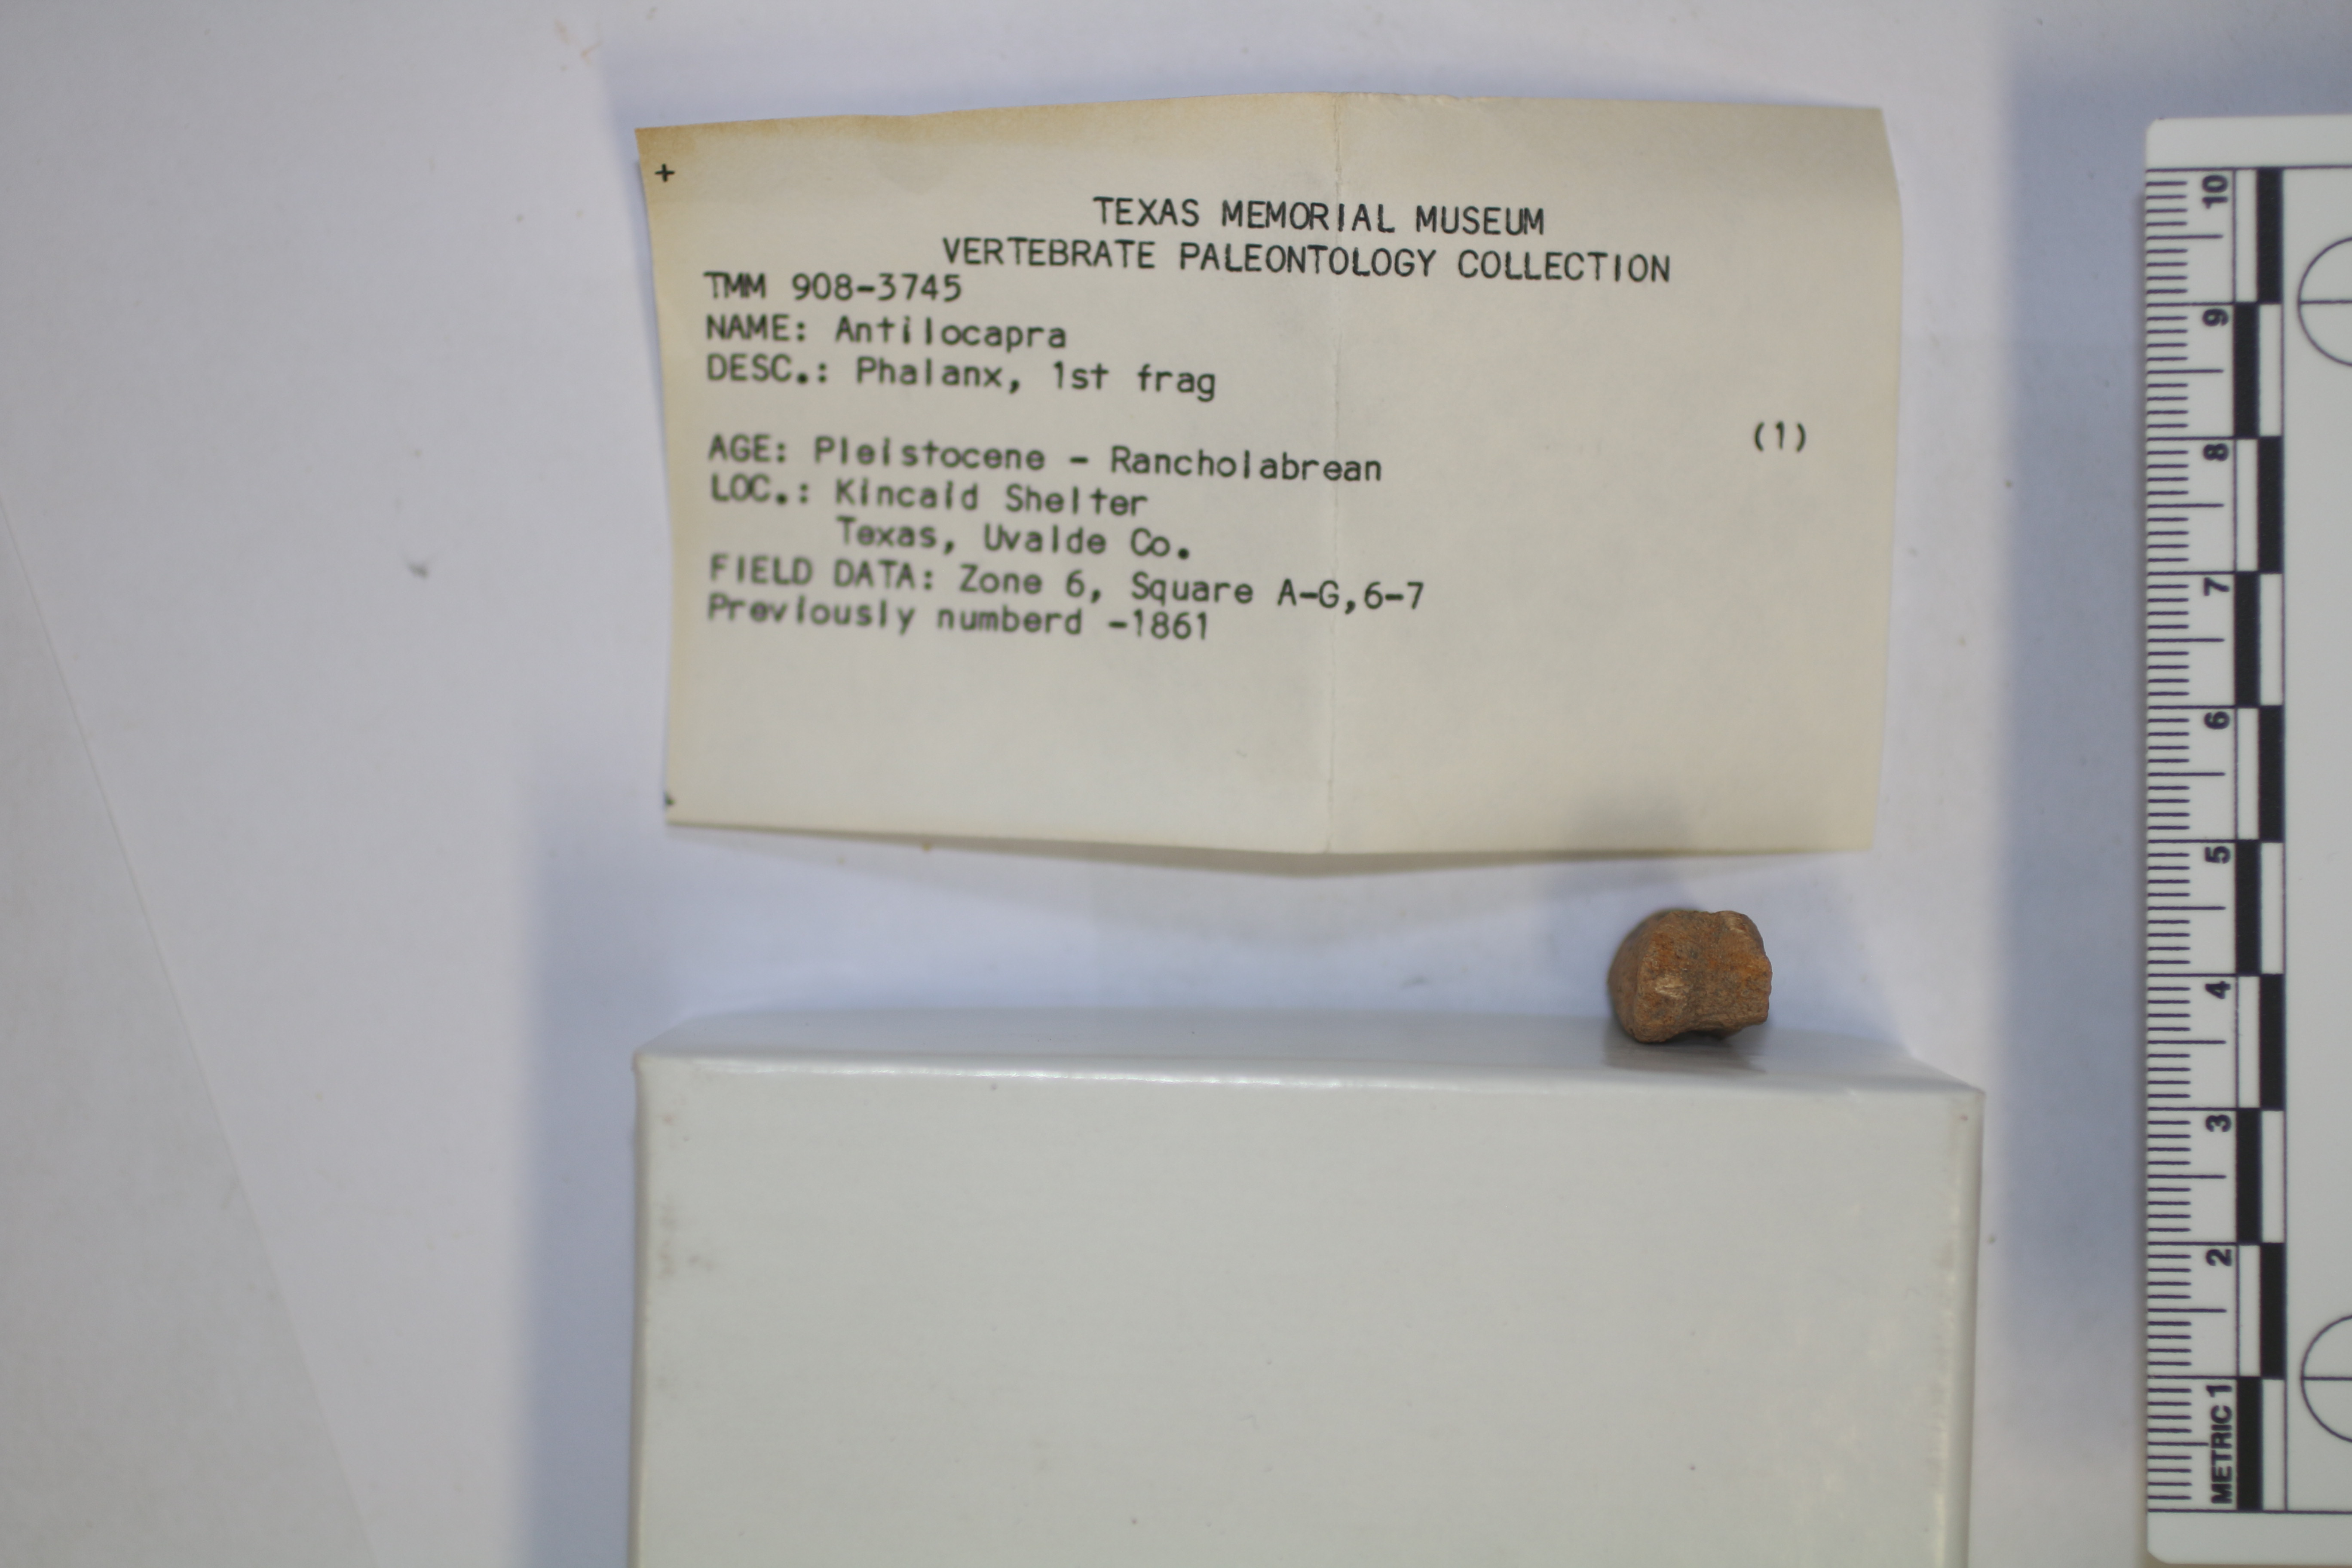 +
TEXAS MEMORIAL MUSEUM
VERTEBRATE PALEONTOLOGY COLLECTION
TMM 908-3745
NAME: Antilocapra
DESC.: Phalanx, 1st frag
(1)
AGE: Pleistocene - Rancholabrean
LOC.: Kincaid Shelter
Texas, Uvalde Co.
FIELD DATA: Zone 6, Square A-G,6-7
Previously numberd -1861
10
9
8
7
6
5
4
3
2
METRIC 1